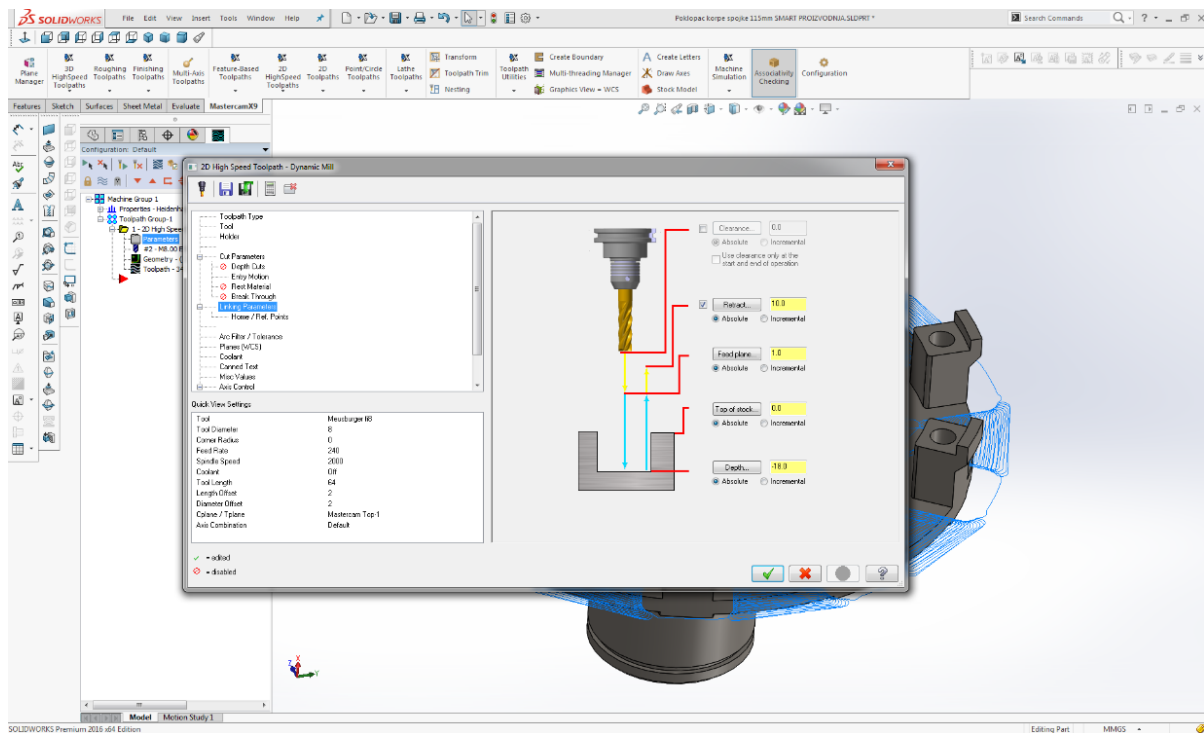 SOLIDWORKS File Edit View Insert Tools Window Help
Poklopac korpe spojke 115mm SMART PROIZVODNJA.SLDPRT *
Search Commands
Plane Manager
3D HighSpeed Toolpaths
Roughing Toolpaths
Finishing Toolpaths
Multi-Axis Toolpaths
Feature-Based Toolpaths
2D HighSpeed Toolpaths
2D Toolpaths
Point/Circle Toolpaths
Lathe Toolpaths
Transform
Toolpath Trim
Nesting
Toolpath Utilities
Create Boundary
Multi-threading Manager
Graphics View = WCS
Create Letters
Draw Axes
Stock Model
Machine Simulation
Associativity Checking
Configuration
Features Sketch Surfaces Sheet Metal Evaluate MastercamX9
Configuration: Default
Machine Group 1
Properties - Heidenh
Toolpath Group-1
1 - 2D High Spee
Parameters
#2 - M8.00
Geometry -
Toolpath -
2D High Speed Toolpath - Dynamic Mill
Toolpath Type
Tool
Holder
Cut Parameters
Depth Cuts
Entry Motion
Rest Material
Break Through
Linking Parameters
Home / Ref. Points
Arc Filter / Tolerance
Planes (WCS)
Coolant
Canned Text
Misc Values
Axis Control
Quick View Settings
Tool Meusburger fi8
Tool Diameter 8
Corner Radius 0
Feed Rate 240
Spindle Speed 2000
Coolant Off
Tool Length 64
Length Offset 2
Diameter Offset 2
Cplane / Tplane Mastercam Top-1
Axis Combination Default
= edited
= disabled
Clearance... 0.0
Absolute Incremental
Use clearance only at the
start and end of operation
Retract... 10.0
Absolute Incremental
Feed plane... 1.0
Absolute Incremental
Top of stock... 0.0
Absolute Incremental
Depth... -18.0
Absolute Incremental
Z X Y
Model Motion Study 1
SOLIDWORKS Premium 2016 x64 Edition
Editing Part MMGS